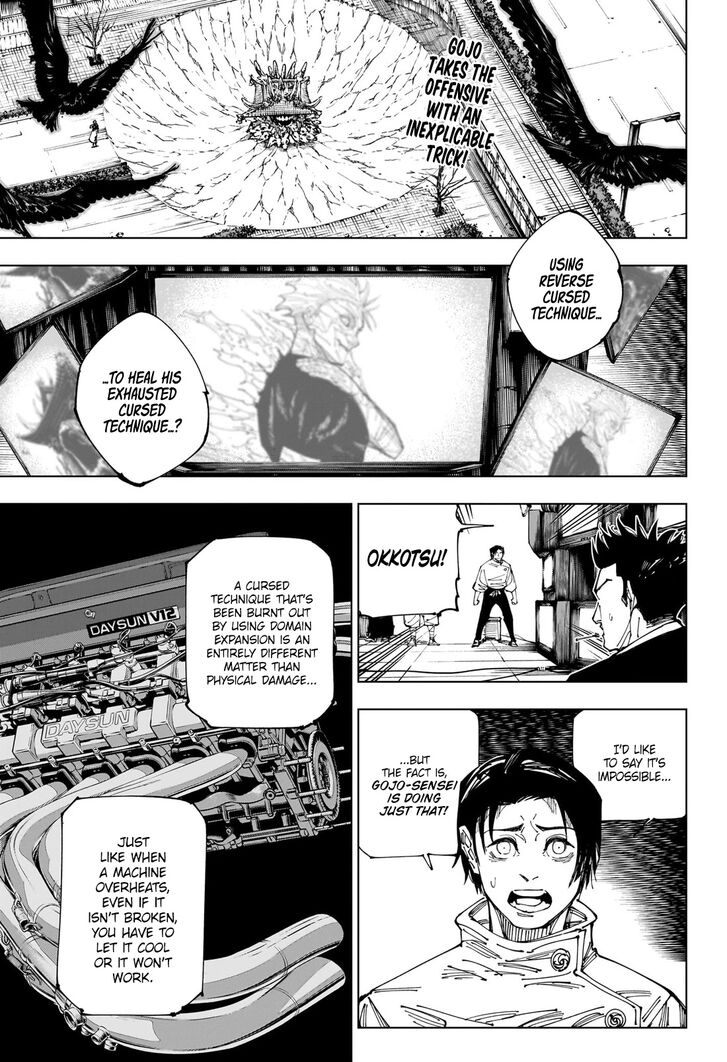 GOJO
TAKES THE
OFFENSIVE
WITH AN
INEXPLICABLE
TRICK!
USING
REVERSE
CURSED
TECHNIQUE...
...TO HEAL HIS
EXHAUSTED
CURSED
TECHNIQUE..?
OKKOTSU!
I'D LIKE
TO SAY IT'S
IMPOSSIBLE...
...BUT
THE FACT IS,
GOJO-SENSEI
IS DOING
JUST THAT!
A CURSED
TECHNIQUE THAT'S
BEEN BURNT OUT
BY USING DOMAIN
EXPANSION IS AN
ENTIRELY DIFFERENT
MATTER THAN
PHYSICAL DAMAGE...
DAYSUN V12
DAYSUN
JUST
LIKE WHEN
A MACHINE
OVERHEATS,
EVEN IF IT
ISN'T BROKEN,
YOU HAVE TO
LET IT COOL
OR IT WON'T
WORK.